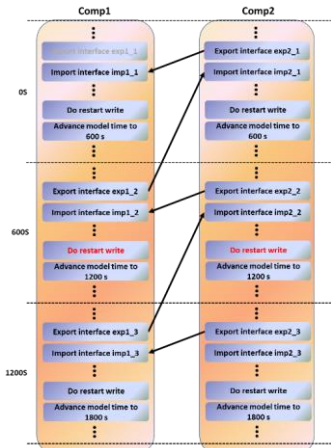 Comp1
Comp2
Export interface exp1_1
Export interface exp2_1
Import interface imp1_1
Import interface imp2_1
0S
Do restart write
Do restart write
Advance model time to
600 s
Advance model time to
600 s
Export interface exp1_2
Export interface exp2_2
Import interface imp1_2
Import interface imp2_2
600S
Do restart write
Do restart write
Advance model time to
1200 s
Advance model time to
1200 s
Export interface exp1_3
Export interface exp2_3
Import interface imp1_3
Import interface imp2_3
1200S
Do restart write
Do restart write
Advance model time to
1800 s
Advance model time to
1800 s